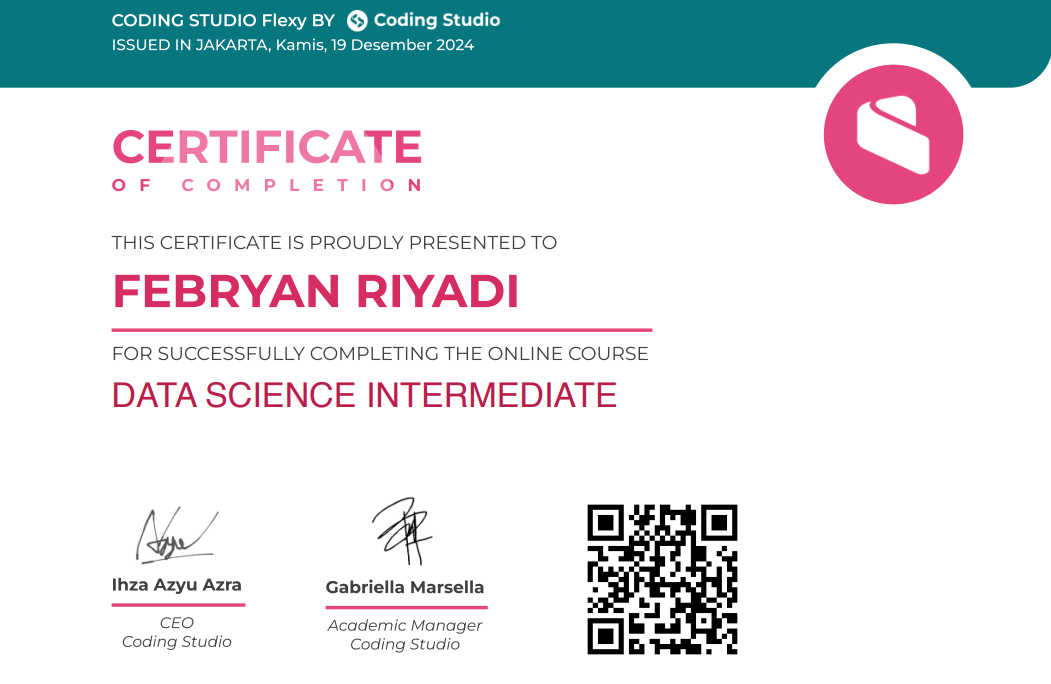 CODING STUDIO Flexy BY Coding Studio
ISSUED IN JAKARTA, Kamis, 19 Desember 2024
CERTIFICATE
OF COMPLETION
THIS CERTIFICATE IS PROUDLY PRESENTED TO
FEBRYAN RIYADI
FOR SUCCESSFULLY COMPLETING THE ONLINE COURSE
DATA SCIENCE INTERMEDIATE
Ihza Azyu Azra
CEO
Coding Studio
Gabriella Marsella
Academic Manager
Coding Studio